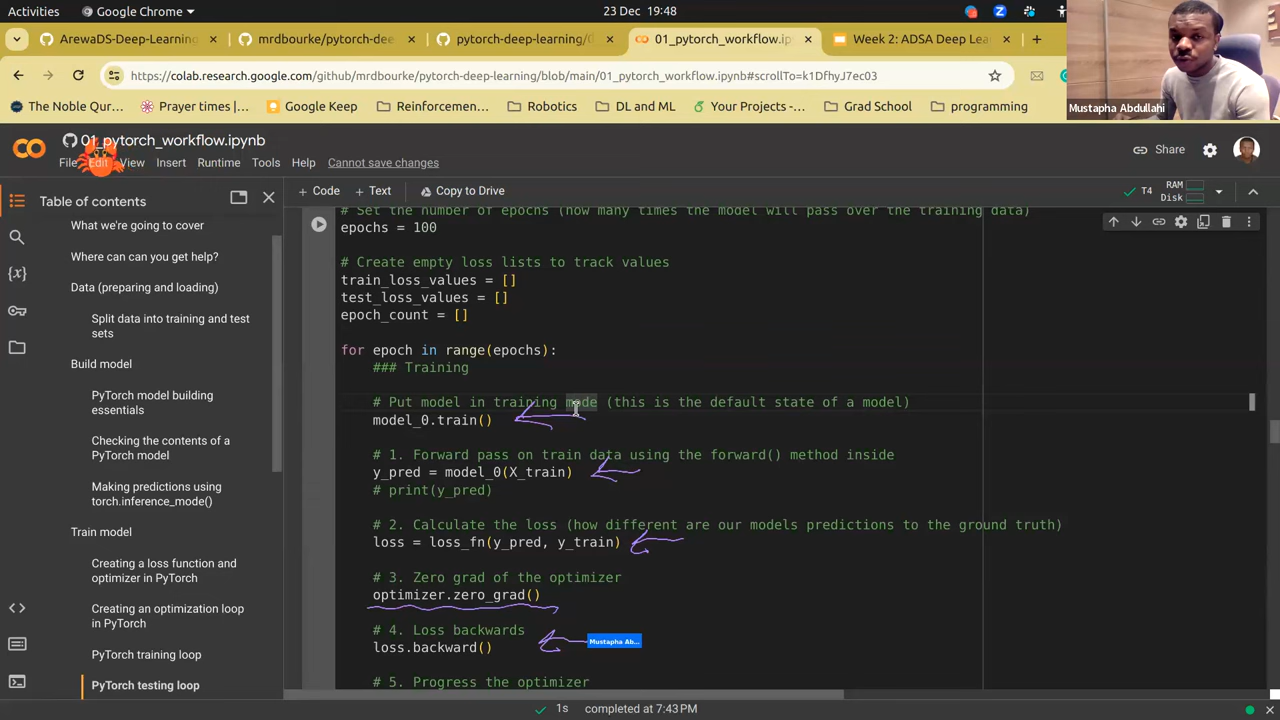 Activities
Google Chrome
23 Dec 19:48
ArewaDS-Deep-Learning
mrdbourke/pytorch-dee
pytorch-deep-learning/
01_pytorch_workflow.ipyn
Week 2: ADSA Deep Lea
https://colab.research.google.com/github/mrdbourke/pytorch-deep-learning/blob/main/01_pytorch_workflow.ipynb#scrollTo=k1DfhyJ7ec03
The Noble Qur...
Prayer times |...
Google Keep
Reinforcemen...
Robotics
DL and ML
Your Projects -...
Grad School
programming
Mustapha Abdullahi
01_pytorch_workflow.ipynb
File Edit View Insert Runtime Tools Help Cannot save changes
Share
+ Code + Text Copy to Drive
T4 RAM
Disk
Table of contents
What we're going to cover
Where can can you get help?
Data (preparing and loading)
Split data into training and test
sets
Build model
PyTorch model building
essentials
Checking the contents of a
PyTorch model
Making predictions using
torch.inference_mode()
Train model
Creating a loss function and
optimizer in PyTorch
Creating an optimization loop
in PyTorch
PyTorch training loop
PyTorch testing loop
# Set the number of epochs (how many times the model will pass over the training data)
epochs = 100
# Create empty loss lists to track values
train_loss_values = []
test_loss_values = []
epoch_count = []
for epoch in range(epochs):
### Training
# Put model in training mode (this is the default state of a model)
model_0.train()
# 1. Forward pass on train data using the forward() method inside
y_pred = model_0(X_train)
# print(y_pred)
# 2. Calculate the loss (how different are our models predictions to the ground truth)
loss = loss_fn(y_pred, y_train)
# 3. Zero grad of the optimizer
optimizer.zero_grad()
# 4. Loss backwards
loss.backward()
Mustapha Ab...
# 5. Progress the optimizer
1s completed at 7:43 PM